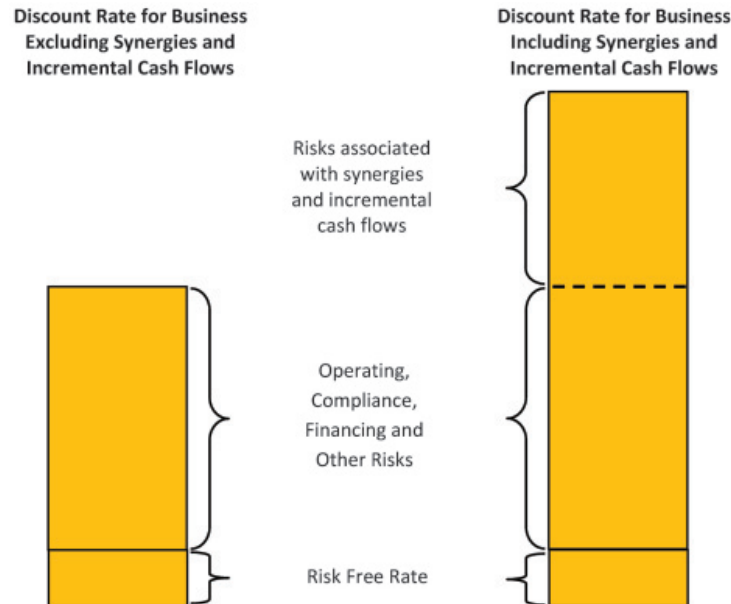 Discount Rate for Business
Excluding Synergies and
Incremental Cash Flows
Discount Rate for Business
Including Synergies and
Incremental Cash Flows
Risks associated
with synergies
and incremental
cash flows
Operating,
Compliance,
Financing and
Other Risks
Risk Free Rate